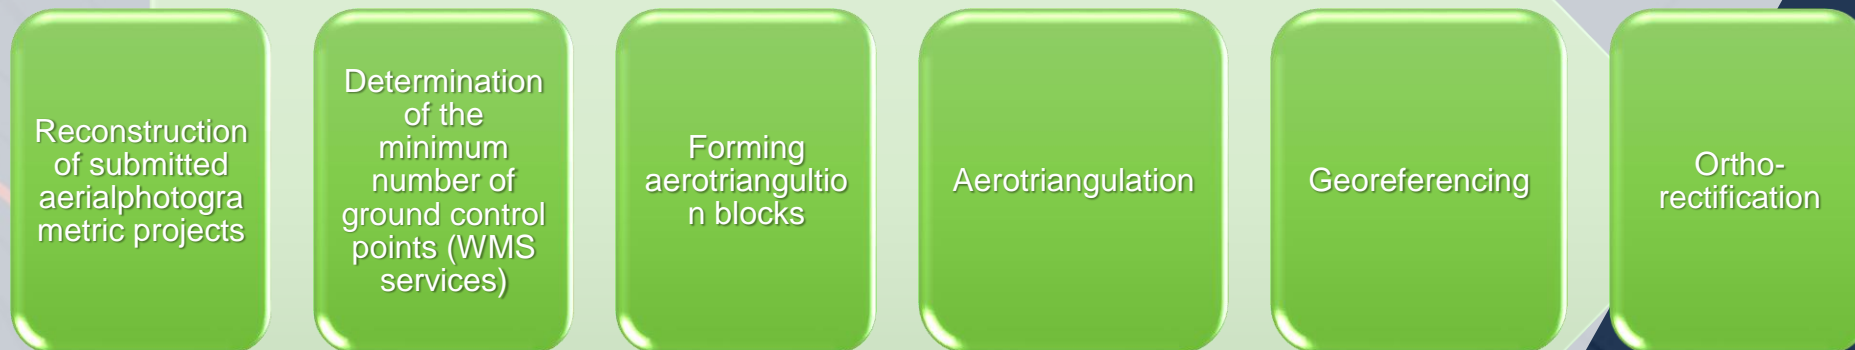 Reconstruction
of submitted
aerialphotogra
metric projects
Determination
of the
minimum
number of
ground control
points (WMS
services)
Forming
aerotriangultio
n blocks
Aerotriangulation
Georeferencing
Ortho-
rectification